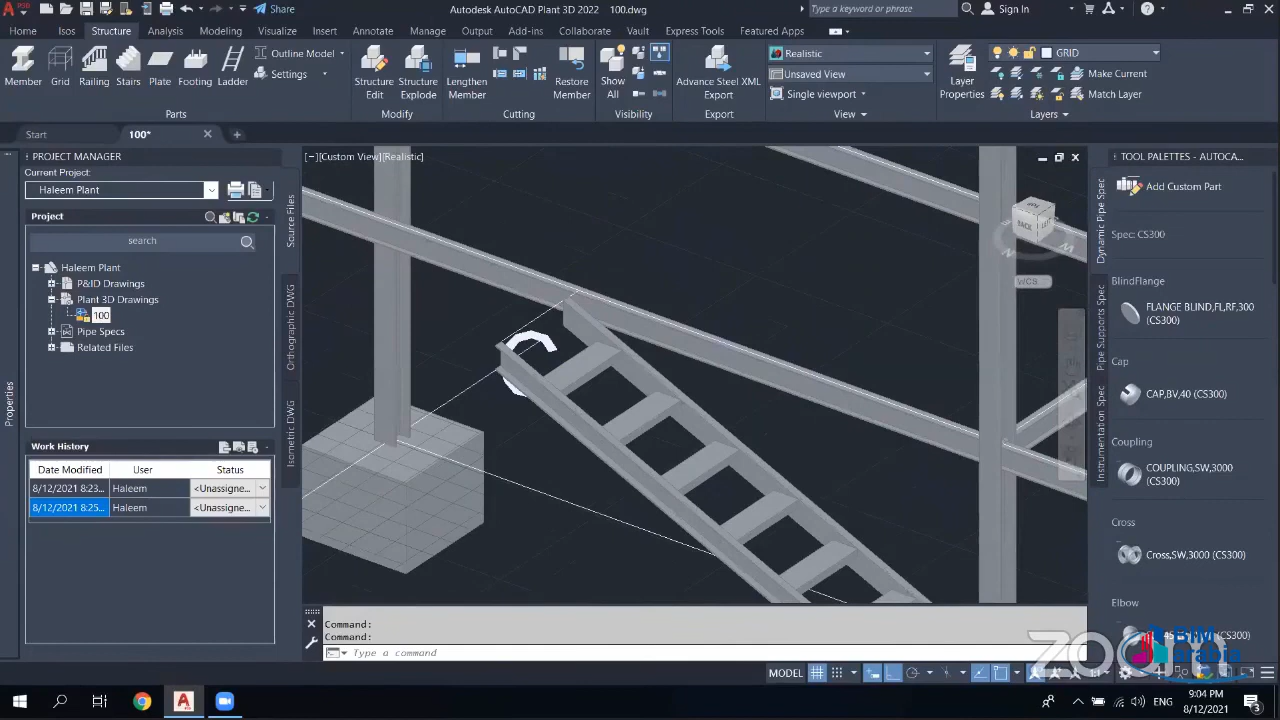 Share
Autodesk AutoCAD Plant 3D 2022 100.dwg
Type a keyword or phrase
Sign In
Home Isos Structure Analysis Modeling Visualize Insert Annotate Manage Output Add-ins Collaborate Vault Express Tools Featured Apps
Member Grid Railing Stairs Plate Footing Ladder
Outline Model
Settings
Structure Edit
Structure Explode
Lengthen Member
Restore Member
Show All
Advance Steel XML Export
Realistic
Unsaved View
Single viewport
Layer Properties
GRID
Make Current
Match Layer
Parts Modify Cutting Visibility Export View Layers
Start 100*
PROJECT MANAGER
Current Project:
Haleem Plant
Project
search
Haleem Plant
P&ID Drawings
Plant 3D Drawings
100
Pipe Specs
Related Files
Work History
Date Modified User Status
8/12/2021 8:23... Haleem <Unassigne...
8/12/2021 8:25... Haleem <Unassigne...
Properties
Source Files
Orthographic DWG
Isometric DWG
[−][Custom View][Realistic]
BACK
WCS
Command:
Command:
Type a command
TOOL PALETTES - AUTOCA...
Dynamic Pipe Spec
Pipe Supports Spec
Instrumentation Spec
Add Custom Part
Spec: CS300
BlindFlange
FLANGE BLIND,FL,RF,300 (CS300)
Cap
CAP,BV,40 (CS300)
Coupling
COUPLING,SW,3000 (CS300)
Cross
Cross,SW,3000 (CS300)
Elbow
zoom
BIM
arabia
MODEL
ENG
9:04 PM
8/12/2021